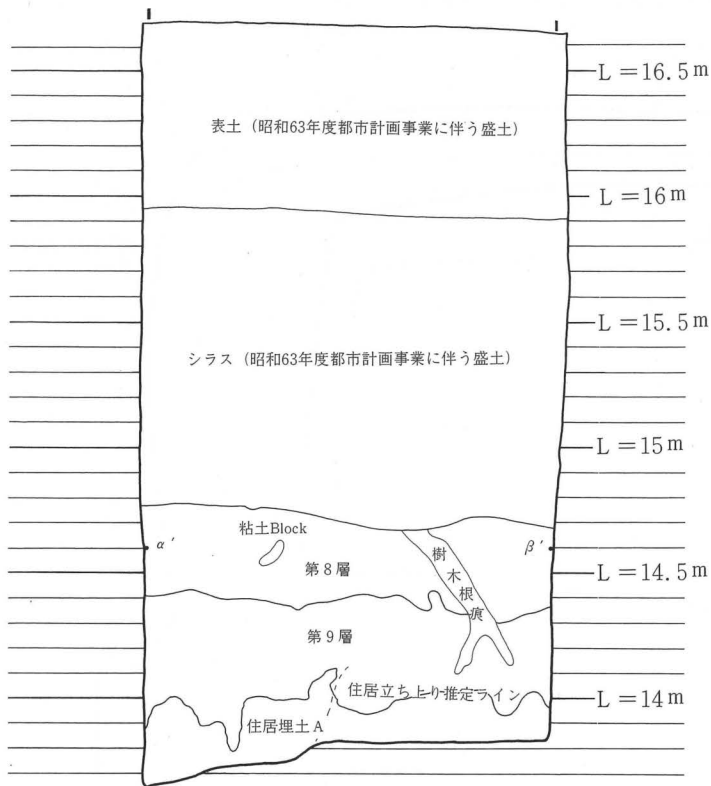 L=16.5m
表土（昭和63年度都市計画事業に伴う盛土）
L=16m
L=15.5m
シラス（昭和63年度都市計画事業に伴う盛土）
L=15m
粘土Block
α′
β′
第8層
樹木根痕
L=14.5m
第9層
住居立ち上り推定ライン
L=14m
住居埋土A